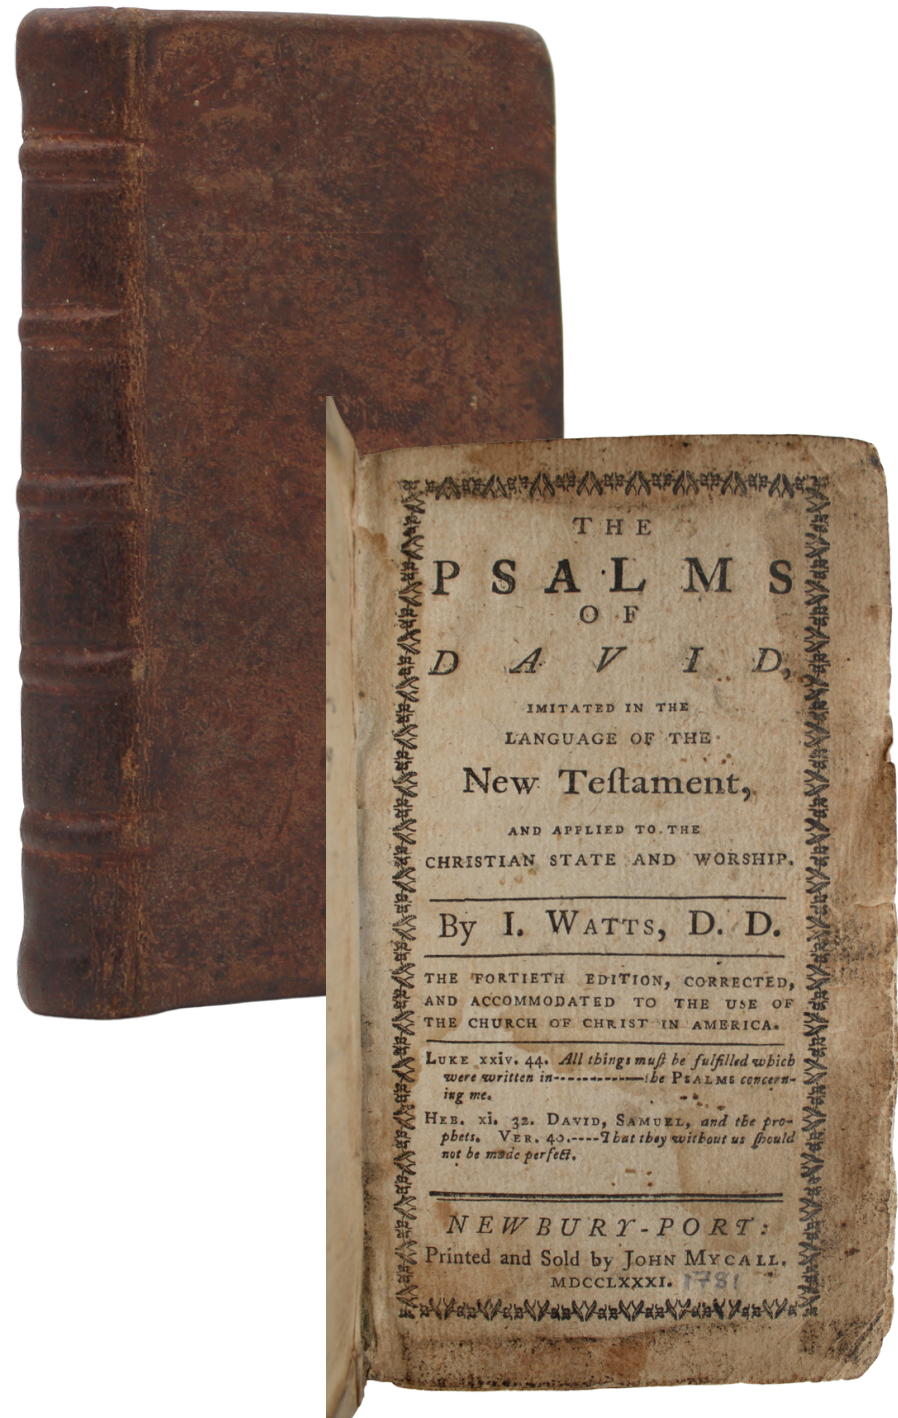 THE
PSALMS
OF
DAVID,
IMITATED IN THE
LANGUAGE OF THE
New Teſtament,
AND APPLIED TO THE
CHRISTIAN STATE AND WORSHIP.
By I. WATTS, D. D.
THE FORTIETH EDITION, CORRECTED,
AND ACCOMMODATED TO THE USE OF
THE CHURCH OF CHRIST IN AMERICA.
LUKE xxiv. 44. All things muſt be fulfilled which
were written in------------the PSALMS concern-
ing me.
HEB. xi. 32. DAVID, SAMUEL, and the pro-
phets. VER. 40.----That they without us ſhould
not be made perfect.
NEWBURY-PORT:
Printed and Sold by JOHN MYCALL.
MDCCLXXXI. 1781